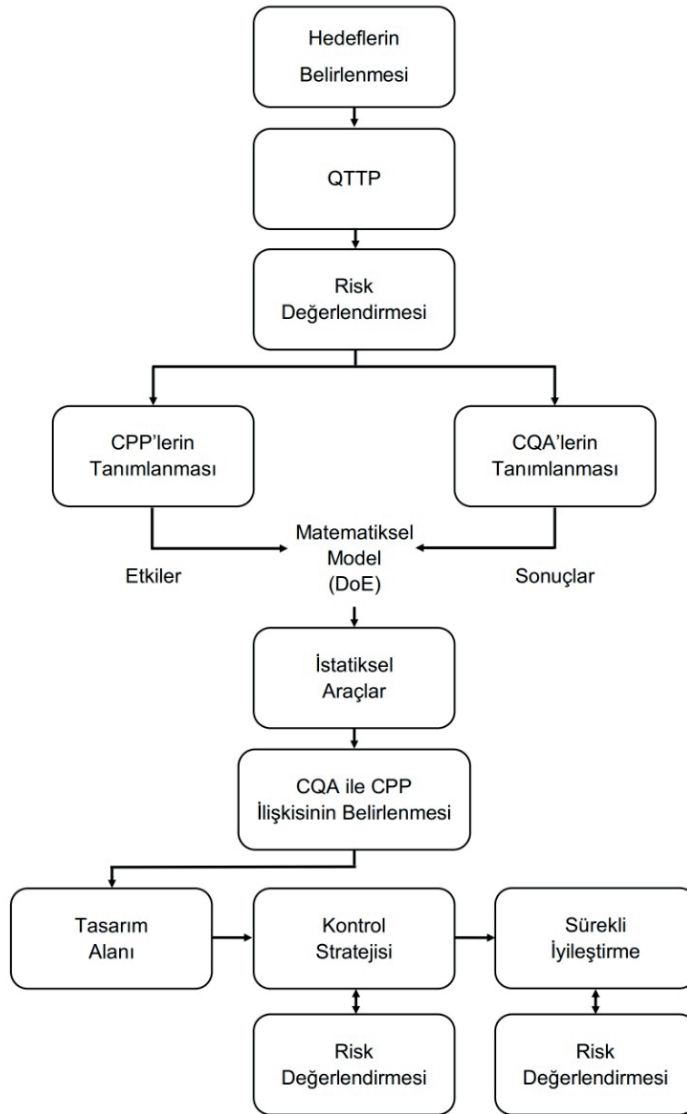 Hedeflerin
Belirlenmesi
QTTP
Risk
Değerlendirmesi
CPP’lerin
Tanımlanması
CQA’lerin
Tanımlanması
Matematiksel
Model
(DoE)
Etkiler
Sonuçlar
İstatiksel
Araçlar
CQA ile CPP
İlişkisinin Belirlenmesi
Tasarım
Alanı
Kontrol
Stratejisi
Sürekli
İyileştirme
Risk
Değerlendirmesi
Risk
Değerlendirmesi